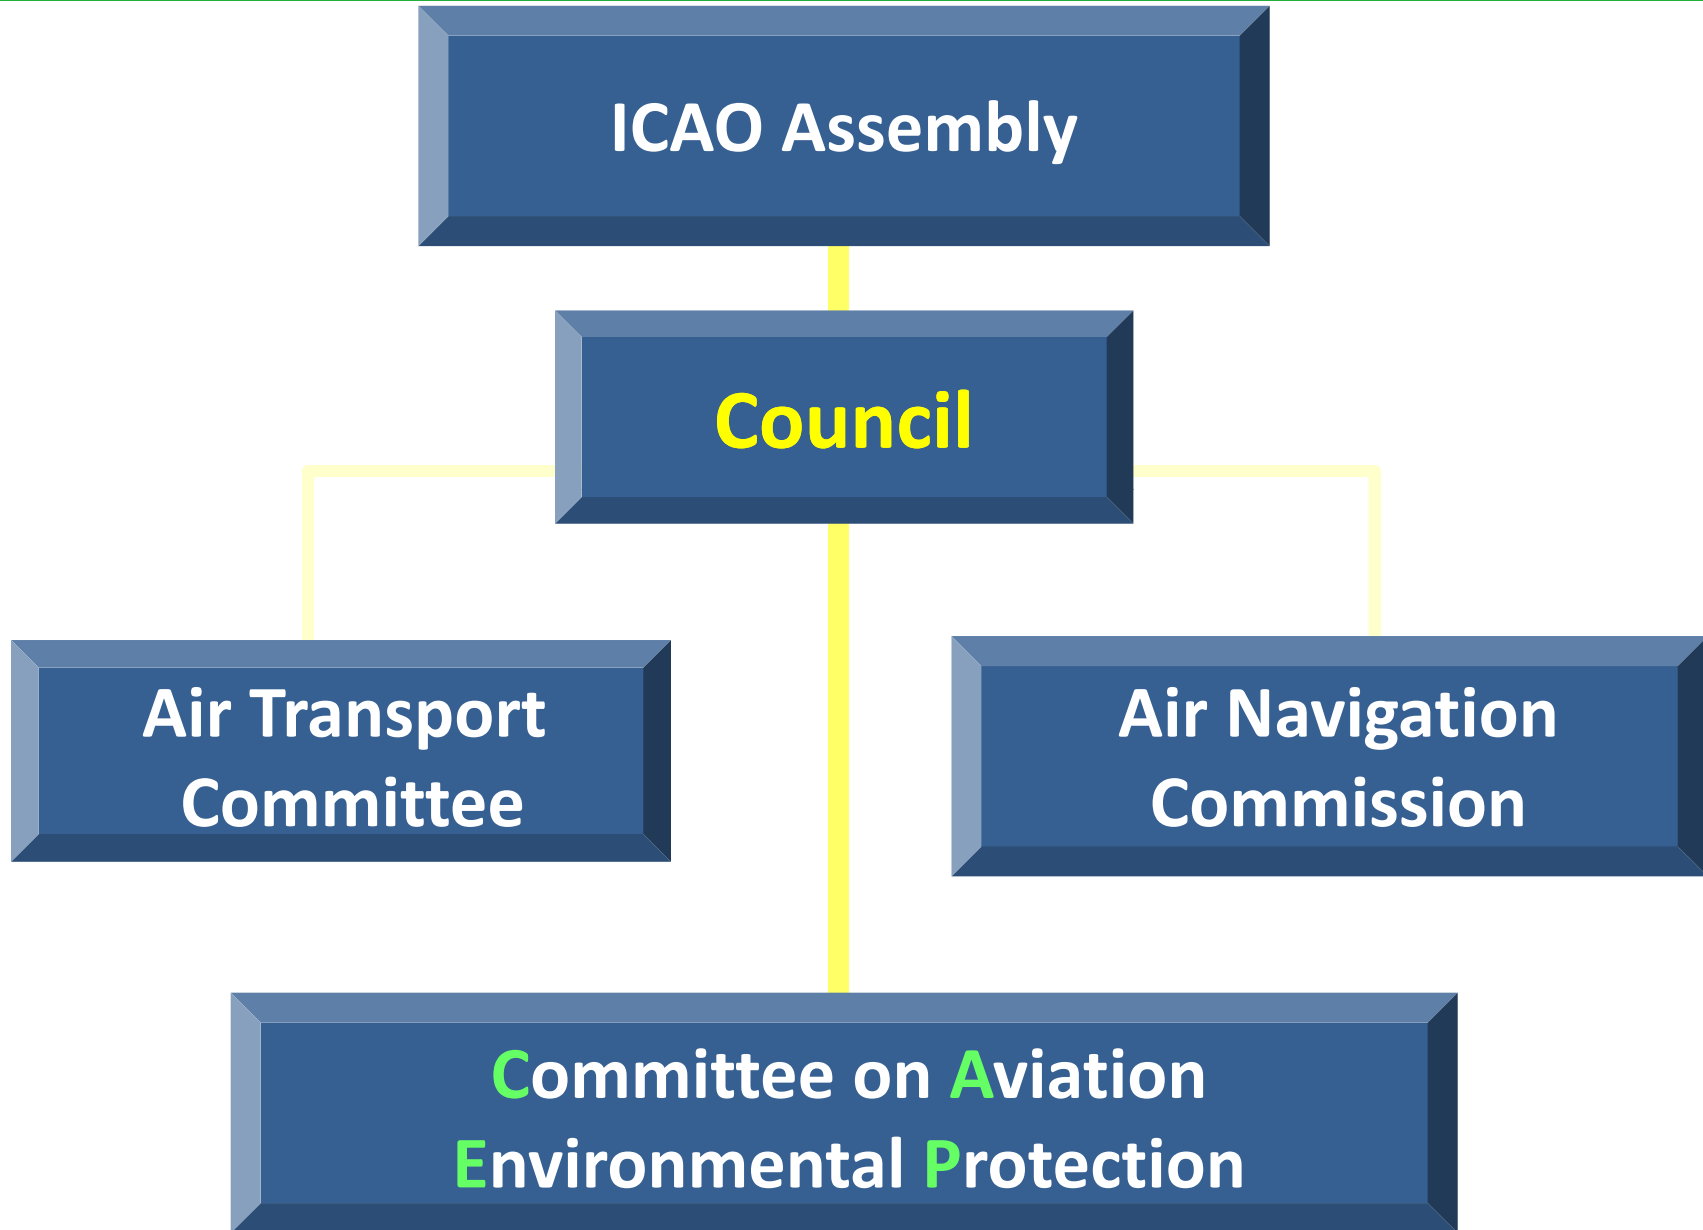 ICAO Assembly
Council
Air Transport
Committee
Air Navigation
Commission
Committee on Aviation
Environmental Protection